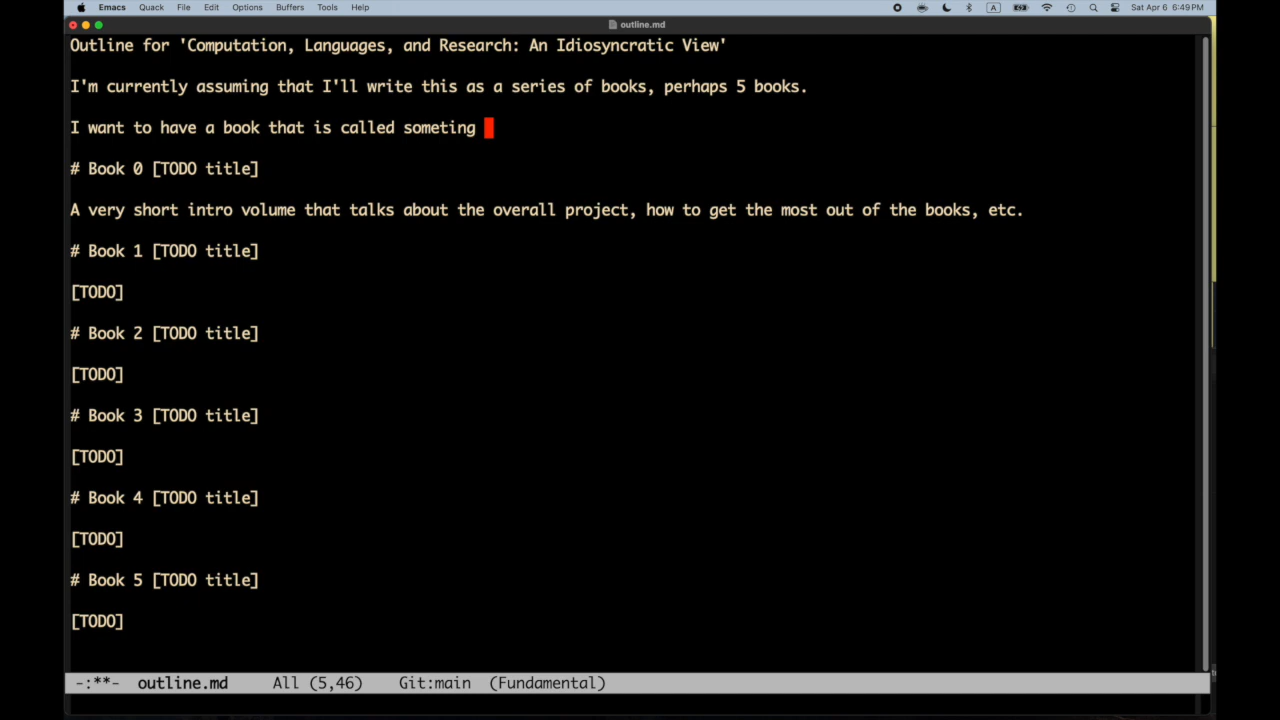 Emacs Quack File Edit Options Buffers Tools Help A Sat Apr 6 6:49 PM
outline.md
Outline for 'Computation, Languages, and Research: An Idiosyncratic View'
I'm currently assuming that I'll write this as a series of books, perhaps 5 books.
I want to have a book that is called someting
# Book 0 [TODO title]
A very short intro volume that talks about the overall project, how to get the most out of the books, etc.
# Book 1 [TODO title]
[TODO]
# Book 2 [TODO title]
[TODO]
# Book 3 [TODO title]
[TODO]
# Book 4 [TODO title]
[TODO]
# Book 5 [TODO title]
[TODO]
-:**- outline.md All (5,46) Git:main (Fundamental)